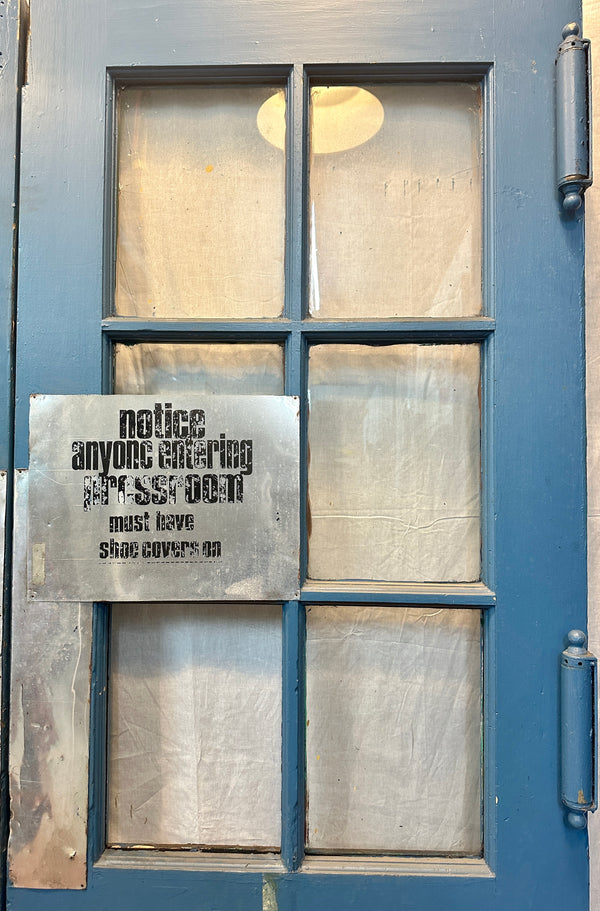 notice
anyone entering
pressroom
must have
shoe covers on